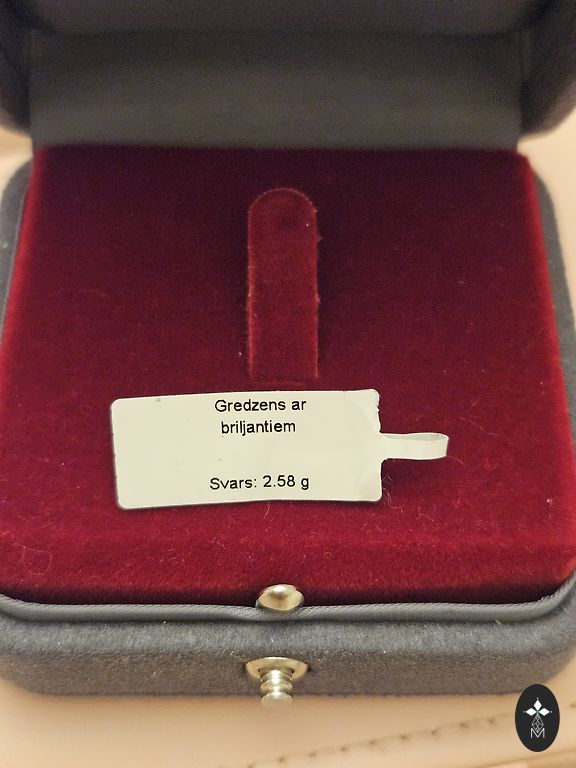 Gredzens ar
briljantiem
Svars: 2.58 g
M